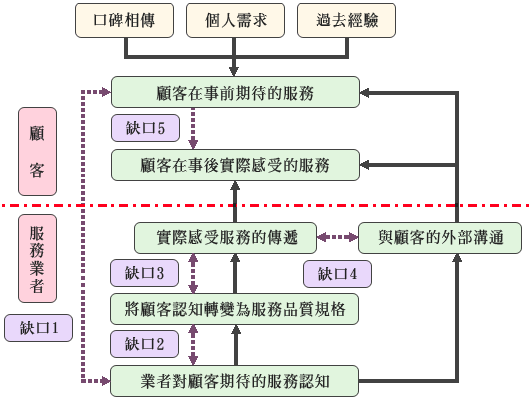 口碑相傳
個人需求
過去經驗
顧客在事前期待的服務
缺口5
顧客
顧客在事後實際感受的服務
服務業者
實際感受服務的傳遞
與顧客的外部溝通
缺口3
缺口4
將顧客認知轉變為服務品質規格
缺口1
缺口2
業者對顧客期待的服務認知